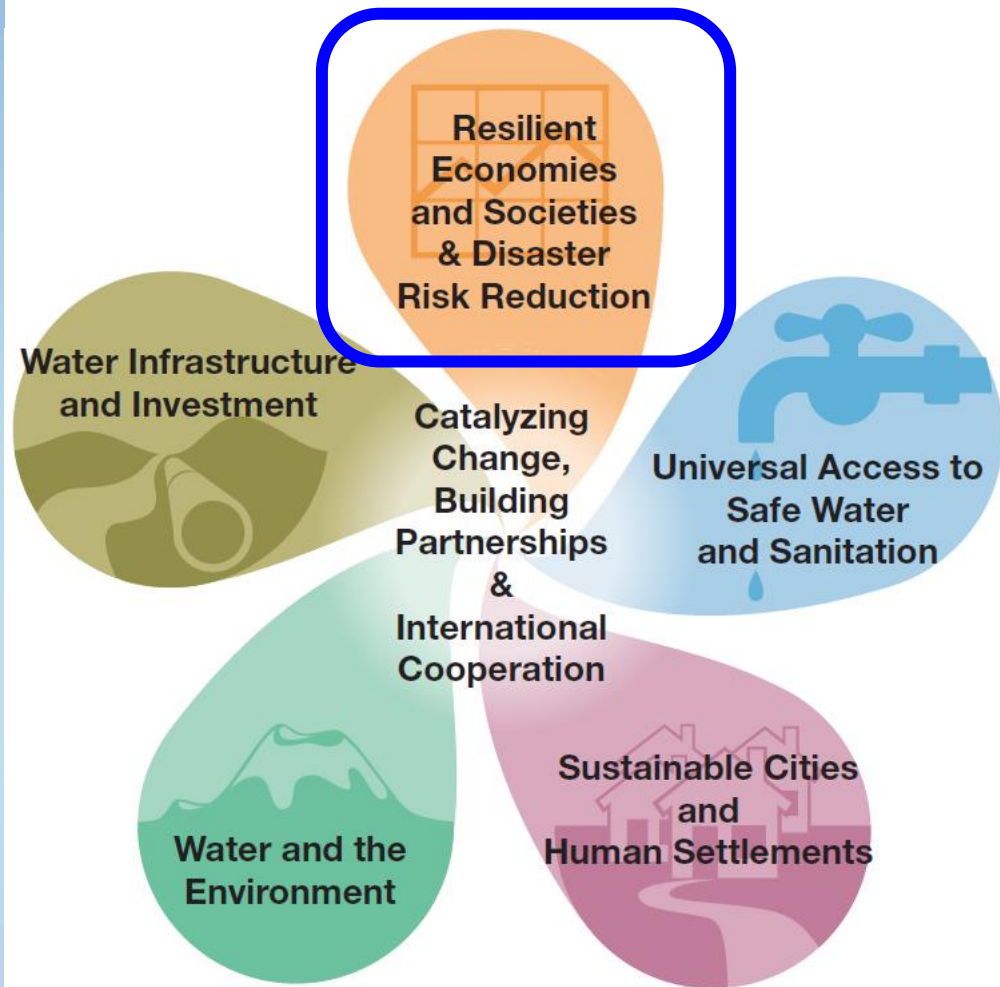 Resilient
Economies
and Societies
& Disaster
Risk Reduction
Water Infrastructure
and Investment
Catalyzing
Change,
Building
Partnerships
&
International
Cooperation
Universal Access to
Safe Water
and Sanitation
Water and the
Environment
Sustainable Cities
and
Human Settlements